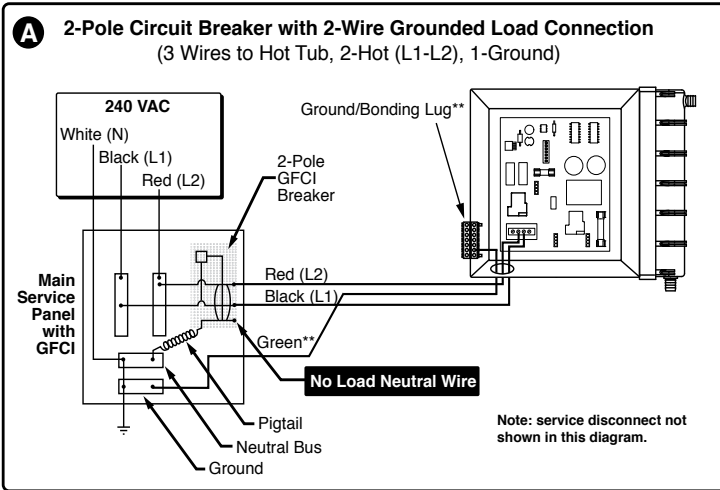 A
2-Pole Circuit Breaker with 2-Wire Grounded Load Connection
(3 Wires to Hot Tub, 2-Hot (L1-L2), 1-Ground)
240 VAC
White (N)
Black (L1)
Red (L2)
Ground/Bonding Lug**
2-Pole
GFCI
Breaker
Main
Service
Panel
with
GFCI
Red (L2)
Black (L1)
Green**
No Load Neutral Wire
Pigtail
Neutral Bus
Ground
Note: service disconnect not
shown in this diagram.